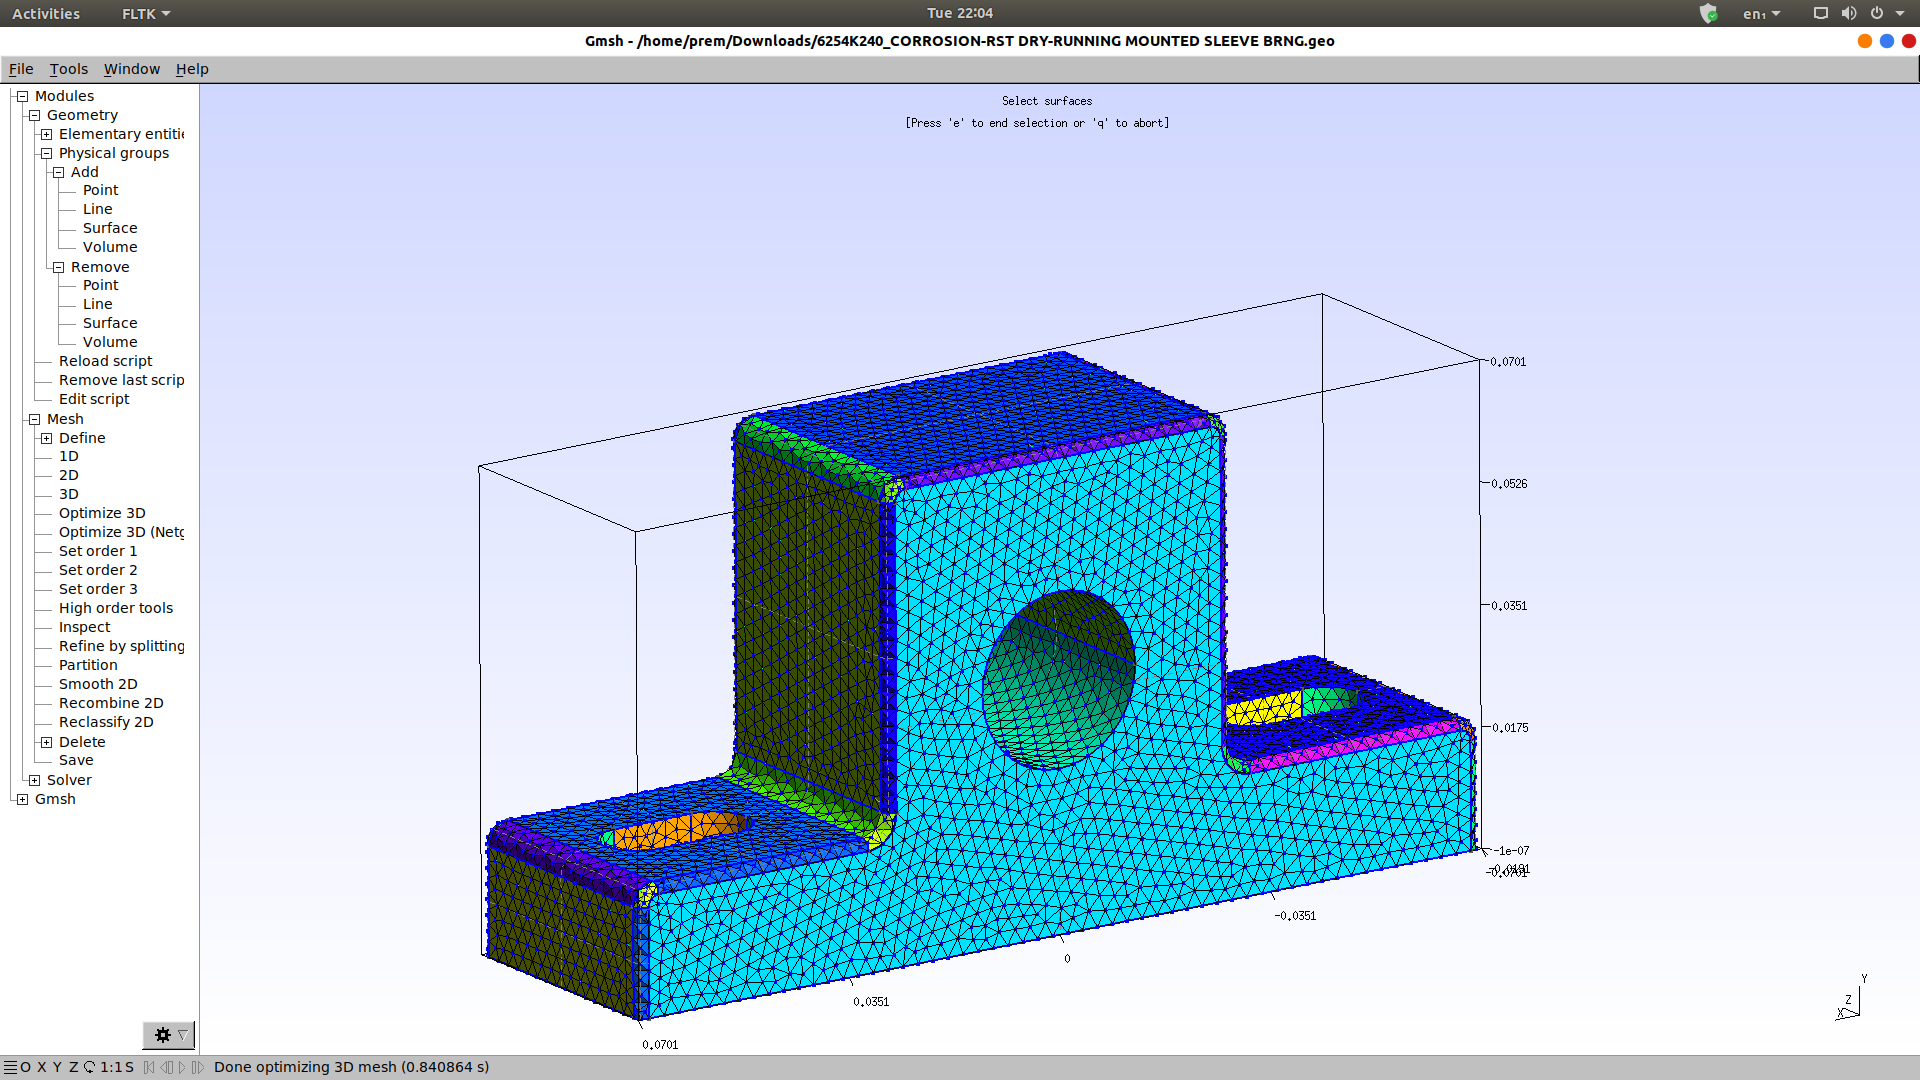 Activities FLTK Tue 22:04 en₁
Gmsh - /home/prem/Downloads/6254K240_CORROSION-RST DRY-RUNNING MOUNTED SLEEVE BRNG.geo
File Tools Window Help
Modules
Geometry
Elementary entitie
Physical groups
Add
Point
Line
Surface
Volume
Remove
Point
Line
Surface
Volume
Reload script
Remove last scrip
Edit script
Mesh
Define
1D
2D
3D
Optimize 3D
Optimize 3D (Netg
Set order 1
Set order 2
Set order 3
High order tools
Inspect
Refine by splitting
Partition
Smooth 2D
Recombine 2D
Reclassify 2D
Delete
Save
Solver
Gmsh
Select surfaces
[Press 'e' to end selection or 'q' to abort]
0.0701
0.0526
0.0351
0.0175
-1e-07
-0.0351
0
0.0351
0.0701
Y
Z
X
O X Y Z 1:1 S Done optimizing 3D mesh (0.840864 s)